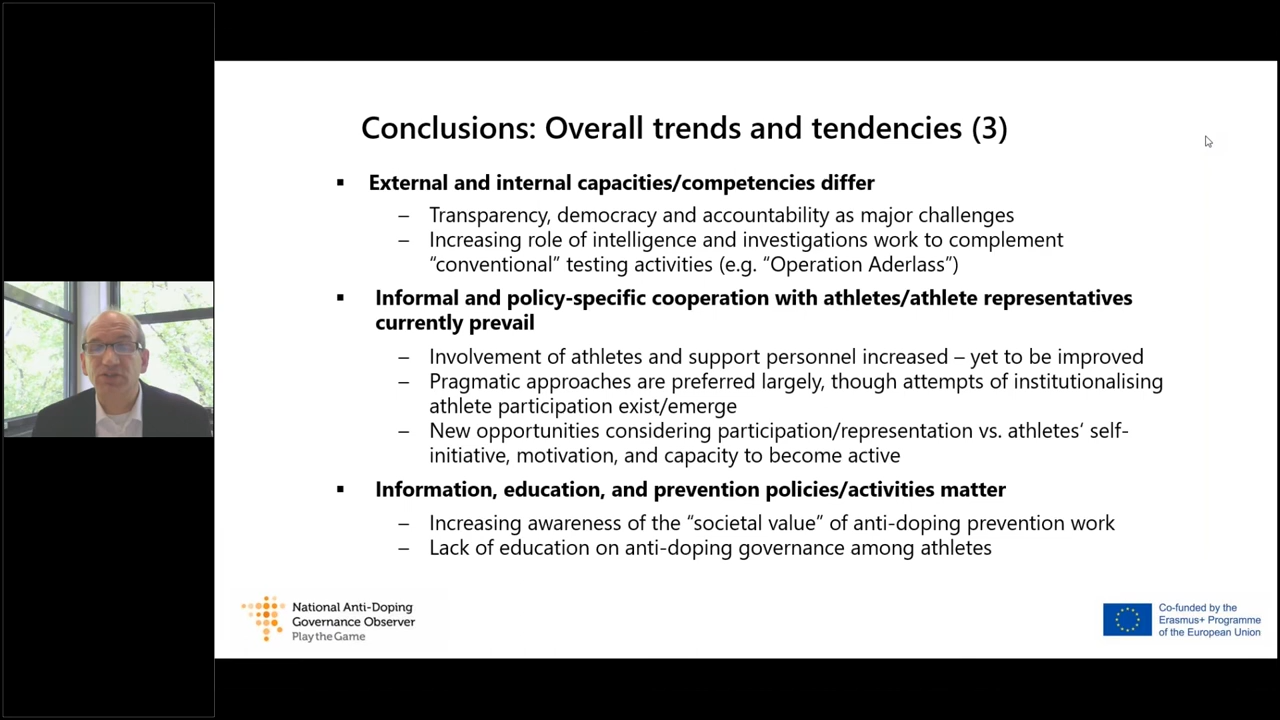 Conclusions: Overall trends and tendencies (3)
▪ External and internal capacities/competencies differ
– Transparency, democracy and accountability as major challenges
– Increasing role of intelligence and investigations work to complement
“conventional” testing activities (e.g. “Operation Aderlass”)
▪ Informal and policy-specific cooperation with athletes/athlete representatives
currently prevail
– Involvement of athletes and support personnel increased – yet to be improved
– Pragmatic approaches are preferred largely, though attempts of institutionalising
athlete participation exist/emerge
– New opportunities considering participation/representation vs. athletes‘ self-
initiative, motivation, and capacity to become active
▪ Information, education, and prevention policies/activities matter
– Increasing awareness of the “societal value” of anti-doping prevention work
– Lack of education on anti-doping governance among athletes
National Anti-Doping
Governance Observer
Play the Game
Co-funded by the
Erasmus+ Programme
of the European Union